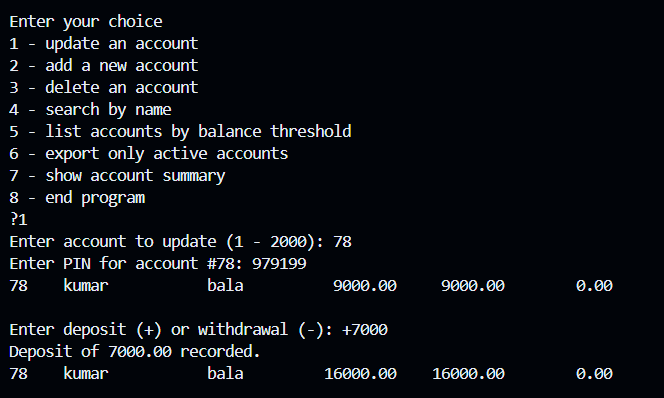 Enter your choice
1 - update an account
2 - add a new account
3 - delete an account
4 - search by name
5 - list accounts by balance threshold
6 - export only active accounts
7 - show account summary
8 - end program
?1
Enter account to update (1 - 2000): 78
Enter PIN for account #78: 979199
78    kumar           bala             9000.00     9000.00        0.00
Enter deposit (+) or withdrawal (-): +7000
Deposit of 7000.00 recorded.
78    kumar           bala            16000.00    16000.00        0.00